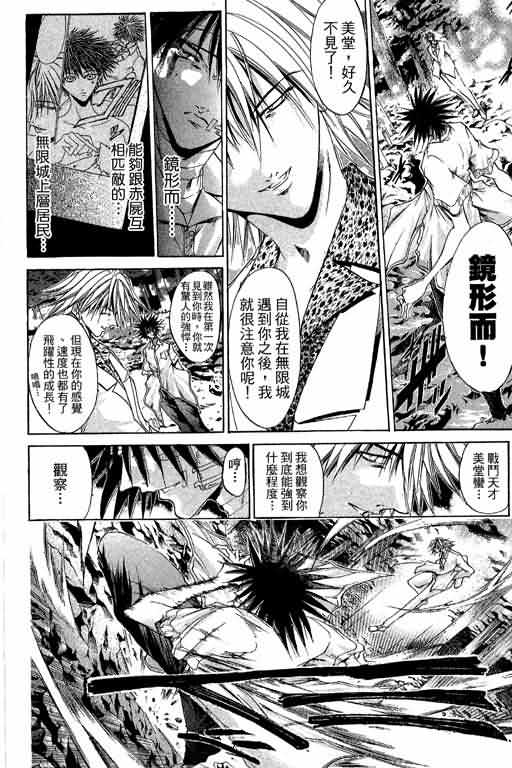 鏡形而！
美堂，好久
不見了！
自從我在無限城
遇到你之後，我
就很注意你呢！
鏡形而……
能夠跟赤屍互
相匹敵的…
無限城上層居民…
雖然我在第一次
見到你時，你就
有驚人的強悍…
但現在你的感覺
、速度也都有了
飛躍性的成長！
嘻嘻！
戰鬥天才
美堂蠻…
我想觀察你
到底能強到
什麼程度…
哼…
觀察…